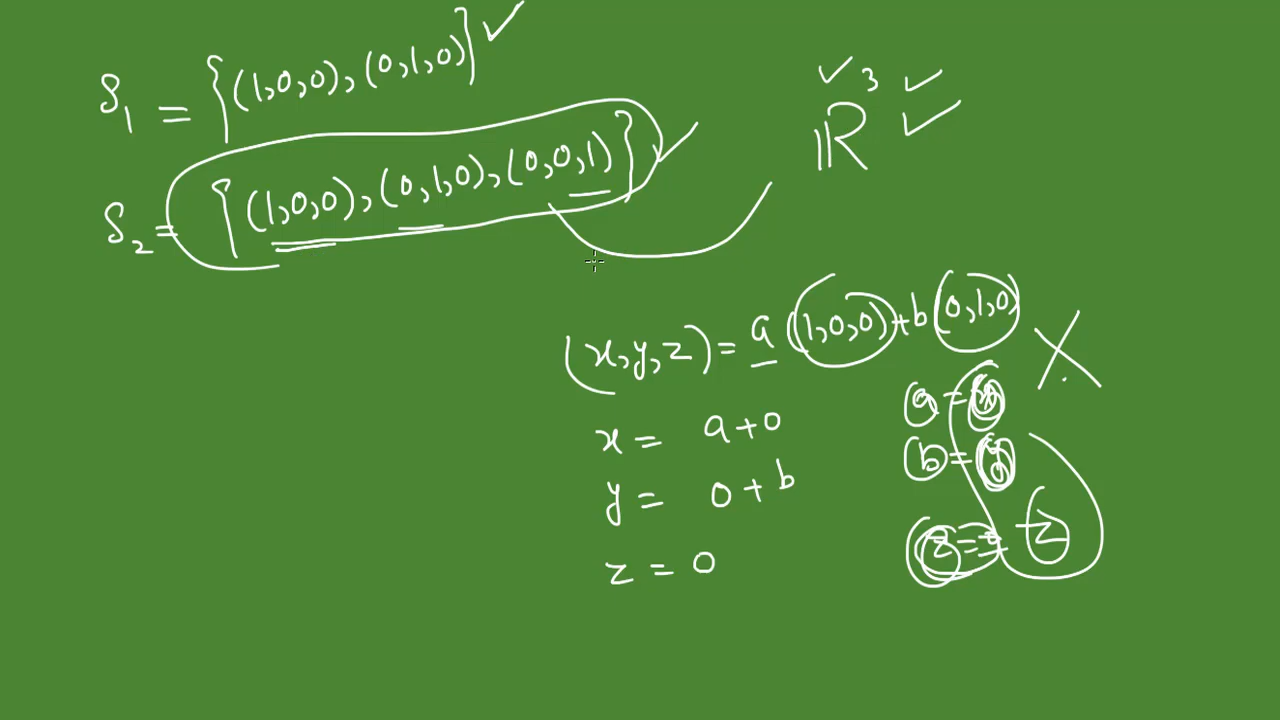 S₁ = {(1,0,0), (0,1,0)}
S₂ = {(1,0,0), (0,1,0), (0,0,1)}
ℝ³
(x,y,z) = a(1,0,0)+b(0,1,0)
x = a+0
y = 0+b
z = 0
a =
b = y
z =
z